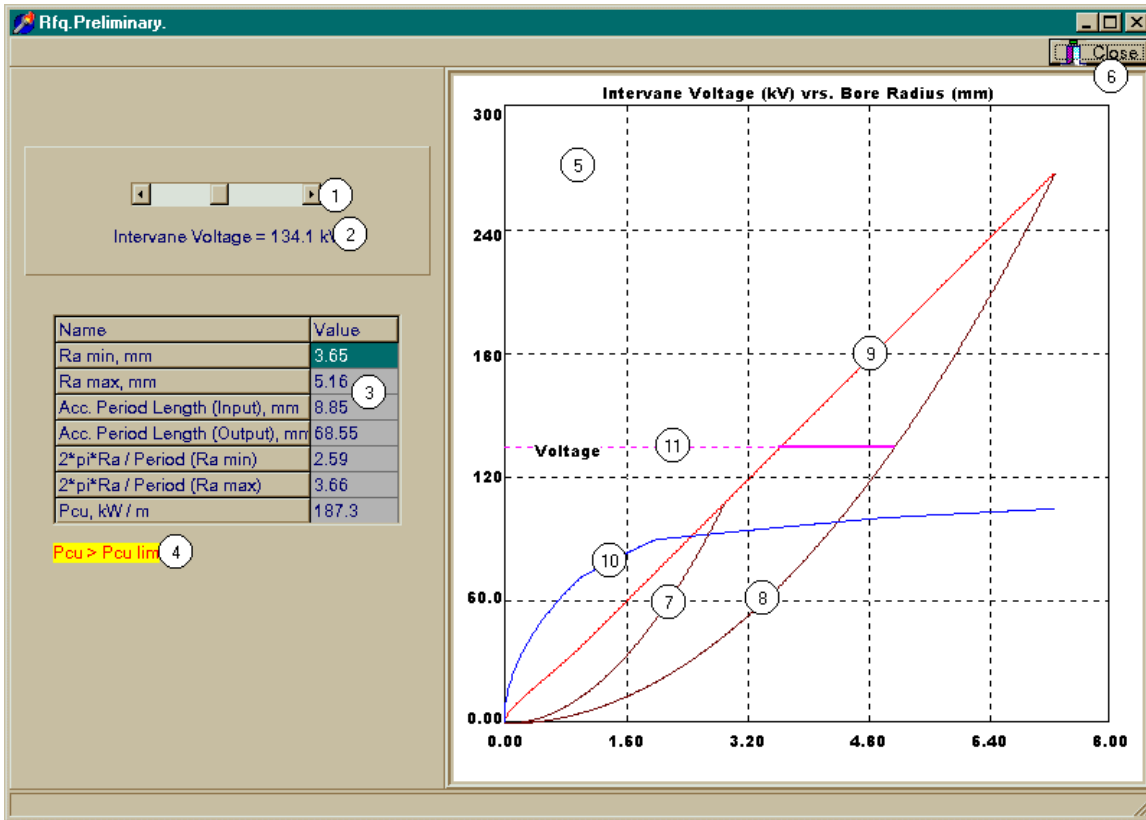 Rfq.Preliminary.
Close
6
1
Intervane Voltage = 134.1 k
2
Name Value
Ra min, mm 3.65
Ra max, mm 5.16
3
Acc. Period Length (Input), mm 8.85
Acc. Period Length (Output), mm 68.55
2*pi*Ra / Period (Ra min) 2.59
2*pi*Ra / Period (Ra max) 3.66
Pcu, kW / m 187.3
Pcu > Pcu lim
4
Intervane Voltage (kV) vrs. Bore Radius (mm)
300
5
240
180
9
Voltage
11
120
10
60.0
7
8
0.00
0.00 1.60 3.20 4.80 6.40 8.00